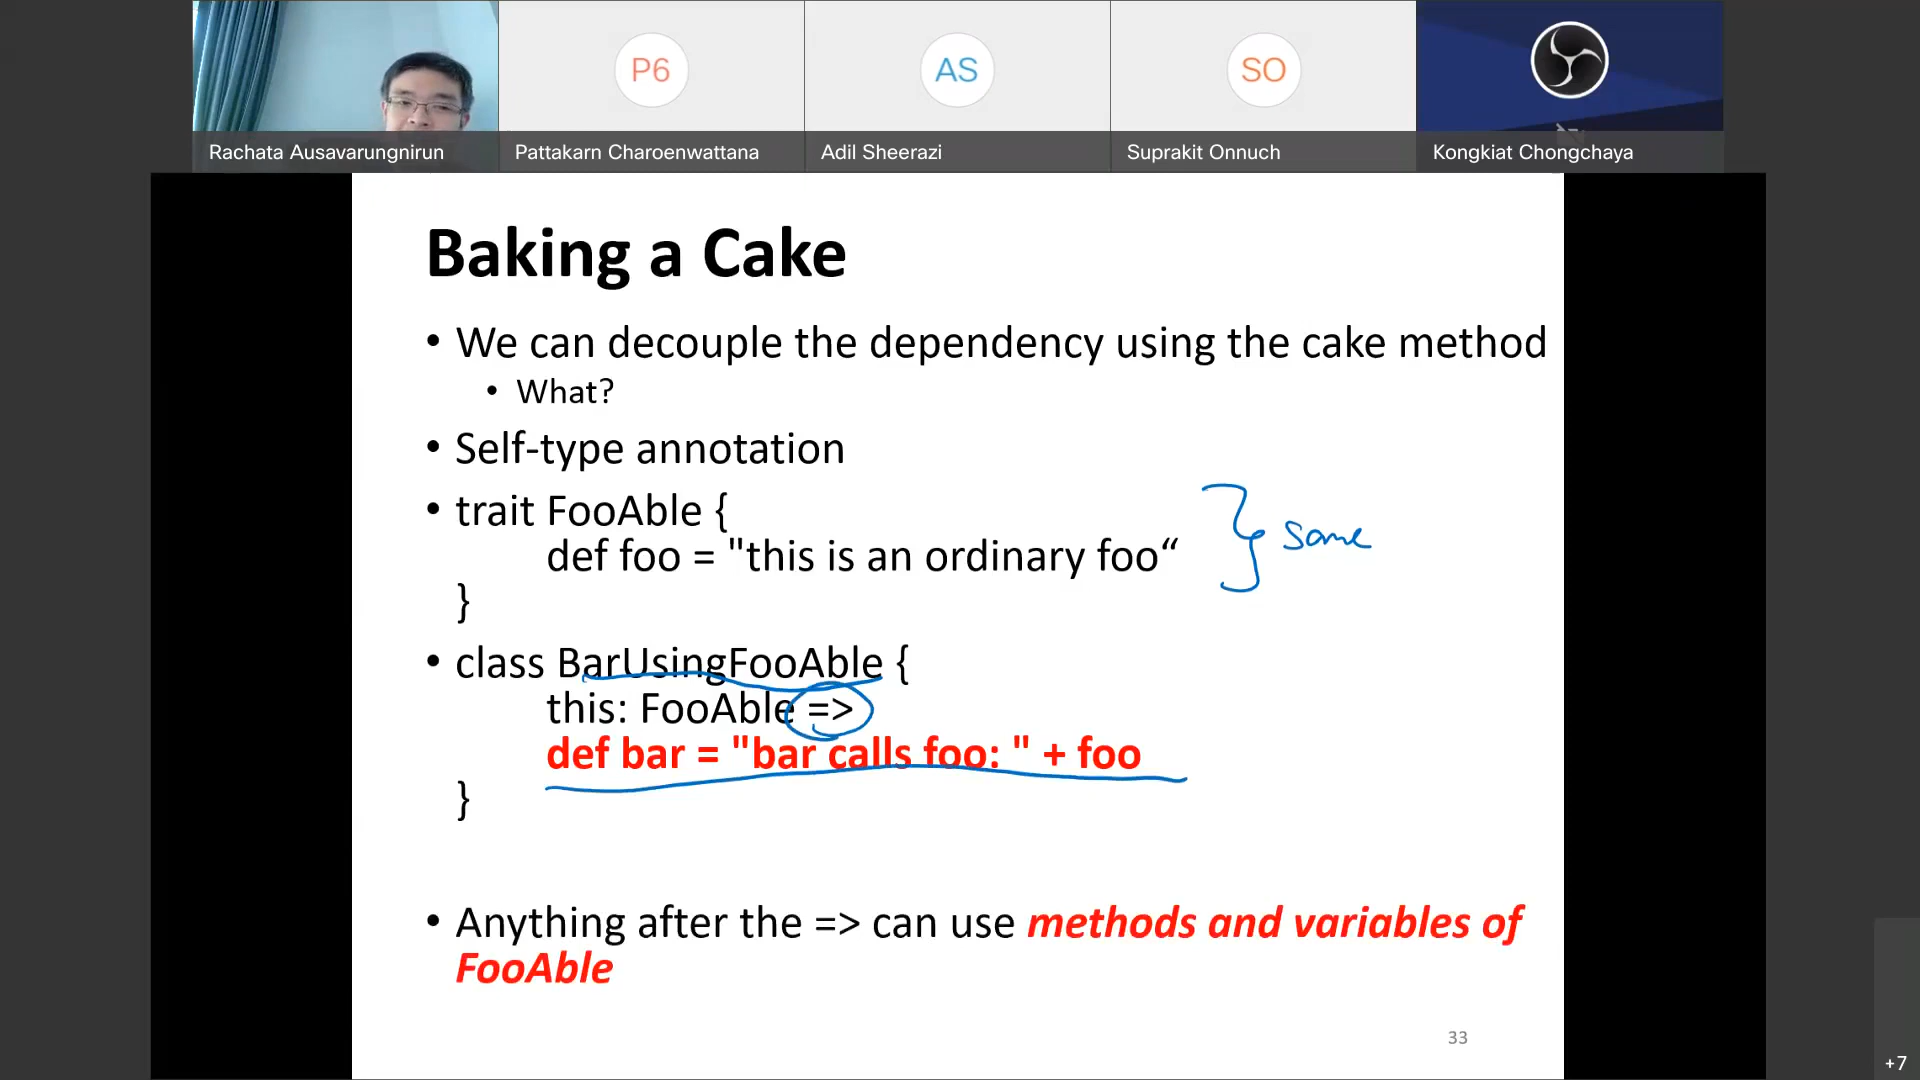 P6
AS
SO
Rachata Ausavarungnirun
Pattakarn Charoenwattana
Adil Sheerazi
Suprakit Onnuch
Kongkiat Chongchaya
Baking a Cake
• We can decouple the dependency using the cake method
• What?
• Self-type annotation
• trait FooAble {
def foo = "this is an ordinary foo“
}
same
• class BarUsingFooAble {
this: FooAble =>
def bar = "bar calls foo: " + foo
}
• Anything after the => can use methods and variables of
FooAble
33
+7